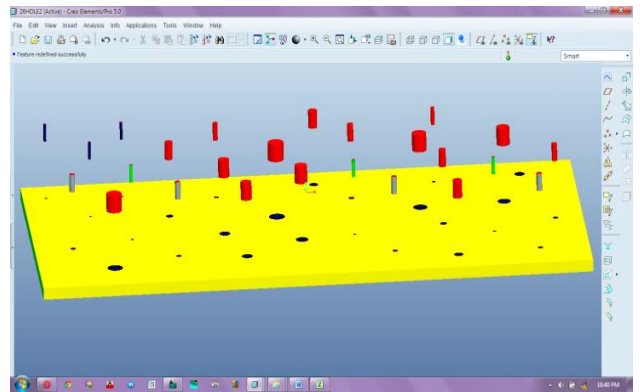 26HOLEZ (Active) - Creo Elements/Pro 5.0
File Edit View Insert Analysis Info Applications Tools Window Help
Feature redefined successfully.
Smart
10:40 PM